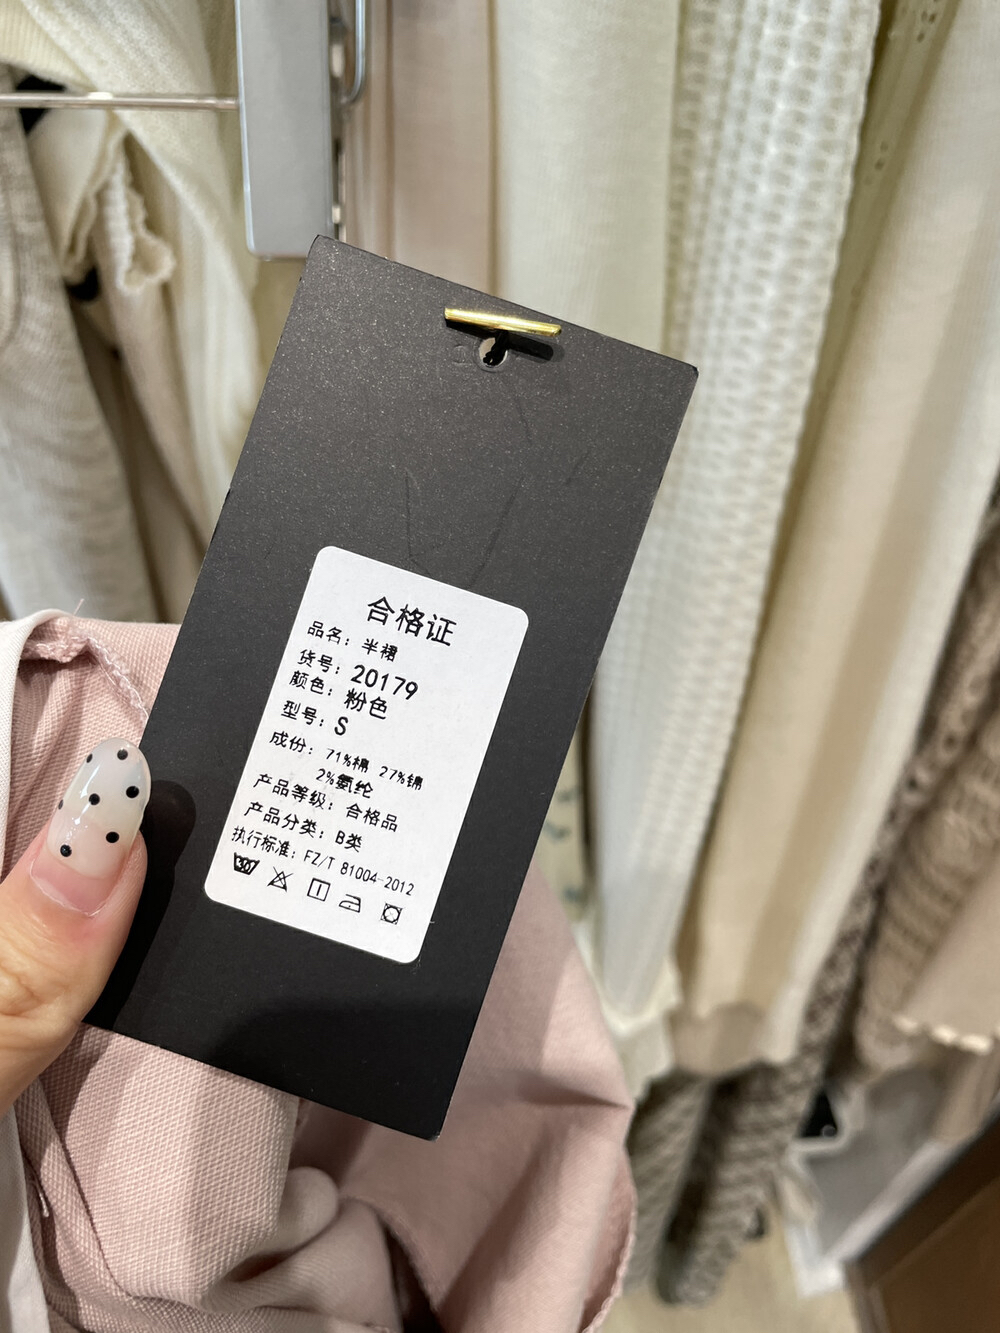 合格证
品名：半裙
货号：20179
颜色：粉色
型号：S
成份：71%棉 27%锦
2%氨纶
产品等级：合格品
产品分类：B类
执行标准：FZ/T 81004-2012
30